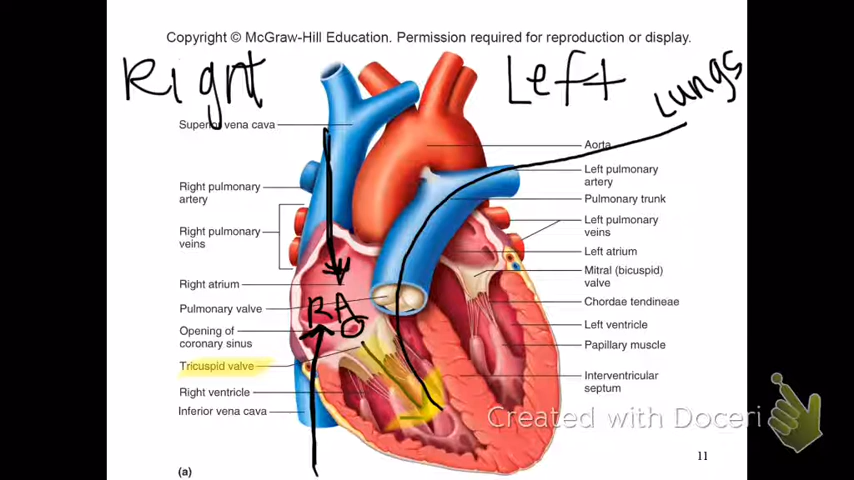 Copyright © McGraw-Hill Education. Permission required for reproduction or display.
Right
Left
Lungs
Superior vena cava
Right pulmonary
artery
Right pulmonary
veins
Right atrium
Pulmonary valve
Opening of
coronary sinus
Tricuspid valve
Right ventricle
Inferior vena cava
(a)
RA
Aorta
Left pulmonary
artery
Pulmonary trunk
Left pulmonary
veins
Left atrium
Mitral (bicuspid)
valve
Chordae tendineae
Left ventricle
Papillary muscle
Interventricular
septum
Created with Doceri
11